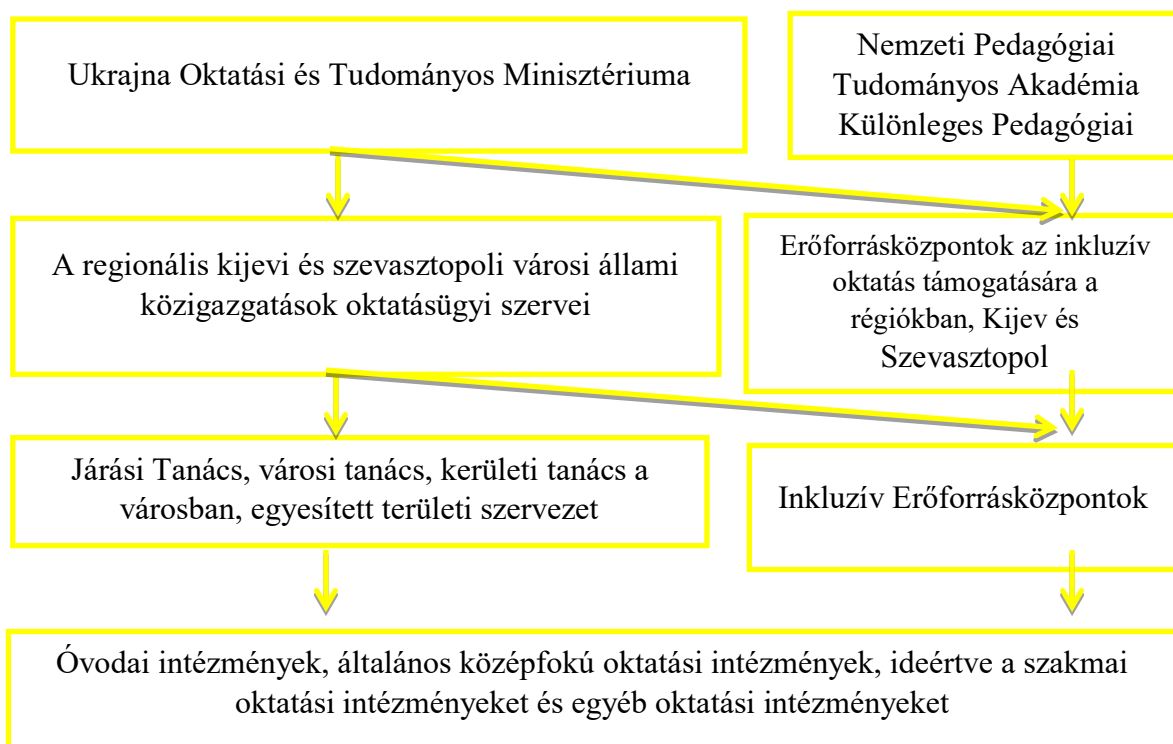 Ukrajna Oktatási és Tudományos Minisztériuma
Nemzeti Pedagógiai
Tudományos Akadémia
Különleges Pedagógiai
A regionális kijevi és szevasztopoli városi állami
közigazgatások oktatásügyi szervei
Erőforrásközpontok az inkluzív
oktatás támogatására a
régiókban, Kijev és
Szevasztopol
Járási Tanács, városi tanács, kerületi tanács a
városban, egyesített területi szervezet
Inkluzív Erőforrásközpontok
Óvodai intézmények, általános középfokú oktatási intézmények, ideértve a szakmai
oktatási intézményeket és egyéb oktatási intézményeket